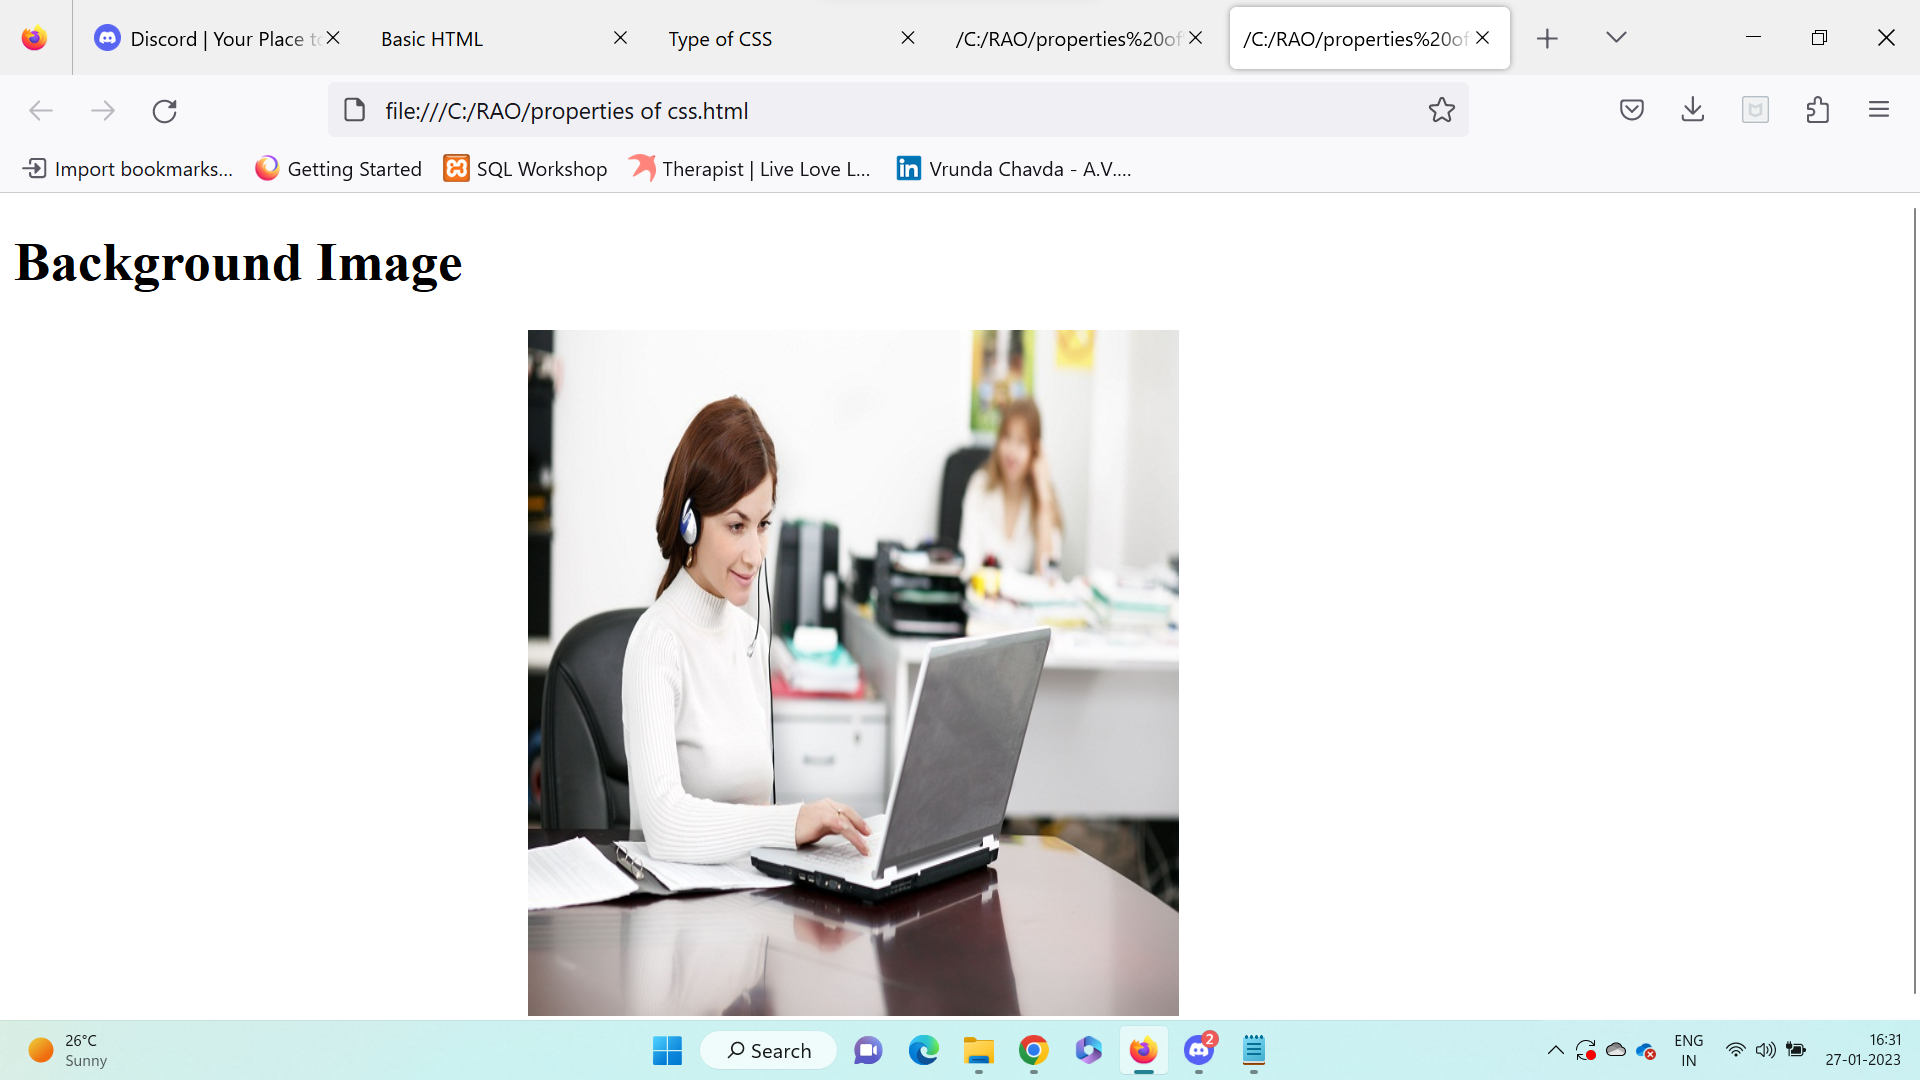 Discord | Your Place to
Basic HTML
Type of CSS
/C:/RAO/properties%20of
/C:/RAO/properties%20of
file:///C:/RAO/properties of css.html
Import bookmarks...
Getting Started
SQL Workshop
Therapist | Live Love L...
Vrunda Chavda - A.V....
Background Image
26°C
Sunny
Search
2
ENG
IN
16:31
27-01-2023